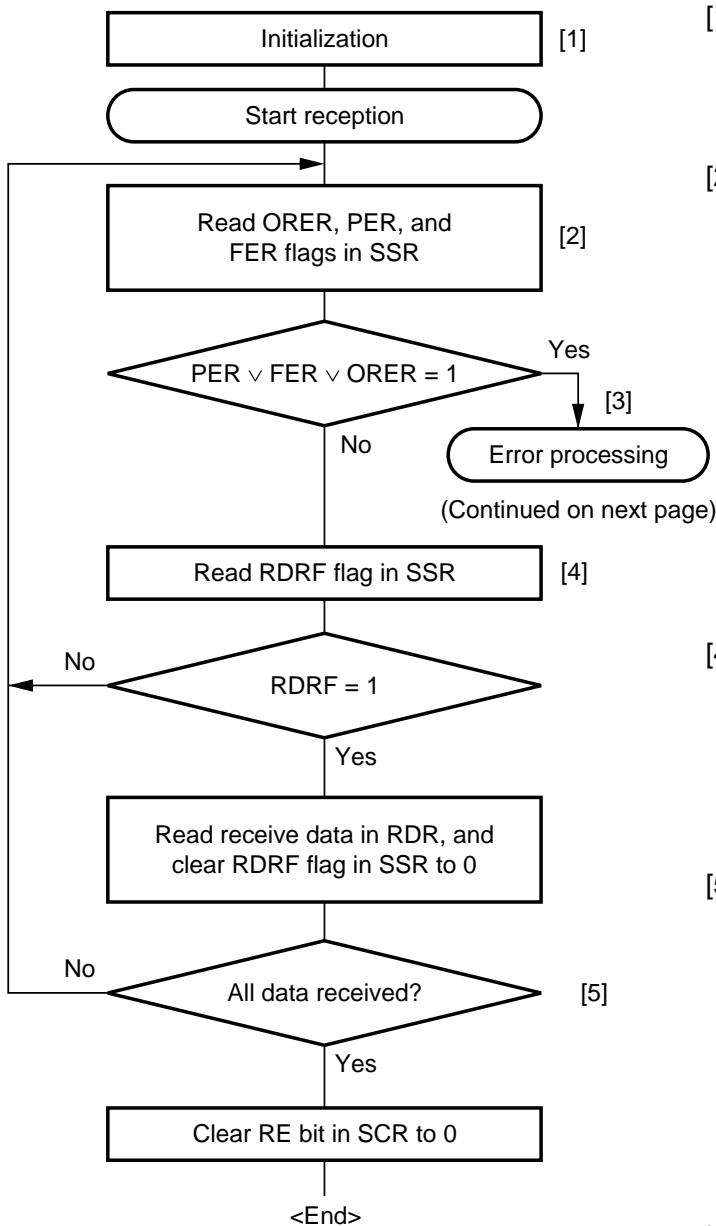 Initialization [1]
Start reception
Read ORER, PER, and
FER flags in SSR
[2]
PER ∨ FER ∨ ORER = 1
Yes
[3]
No
Error processing
(Continued on next page)
Read RDRF flag in SSR [4]
No
RDRF = 1
Yes
Read receive data in RDR, and
clear RDRF flag in SSR to 0
No
All data received? [5]
Yes
Clear RE bit in SCR to 0
<End>